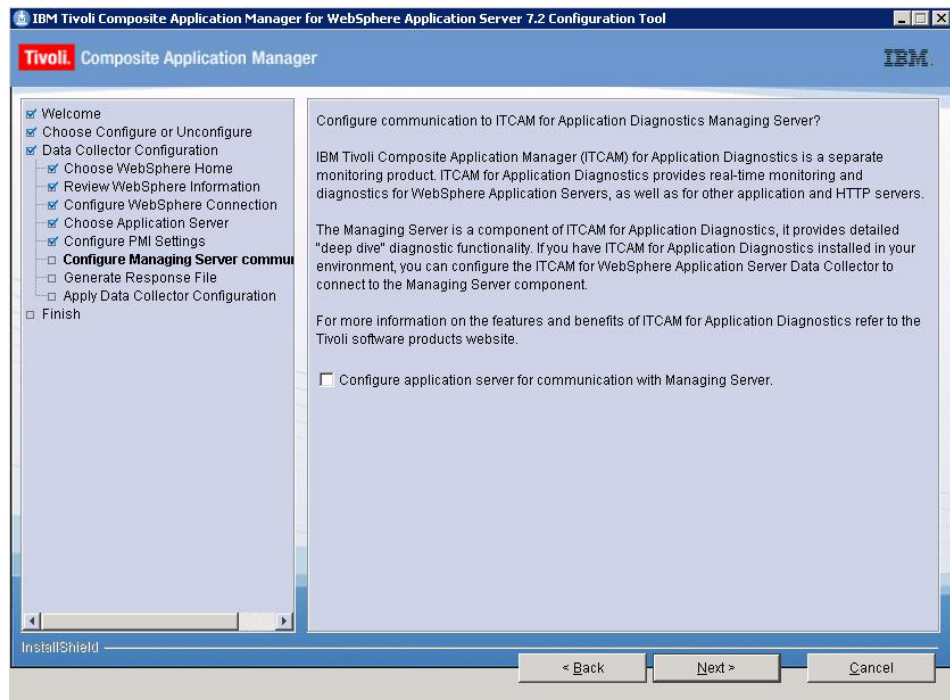 IBM Tivoli Composite Application Manager for WebSphere Application Server 7.2 Configuration Tool
Tivoli. Composite Application Manager
IBM.
Welcome
Choose Configure or Unconfigure
Data Collector Configuration
Choose WebSphere Home
Review WebSphere Information
Configure WebSphere Connection
Choose Application Server
Configure PMI Settings
Configure Managing Server commu
Generate Response File
Apply Data Collector Configuration
Finish
Configure communication to ITCAM for Application Diagnostics Managing Server?
IBM Tivoli Composite Application Manager (ITCAM) for Application Diagnostics is a separate
monitoring product. ITCAM for Application Diagnostics provides real-time monitoring and
diagnostics for WebSphere Application Servers, as well as for other application and HTTP servers.
The Managing Server is a component of ITCAM for Application Diagnostics, it provides detailed
"deep dive" diagnostic functionality. If you have ITCAM for Application Diagnostics installed in your
environment, you can configure the ITCAM for WebSphere Application Server Data Collector to
connect to the Managing Server component.
For more information on the features and benefits of ITCAM for Application Diagnostics refer to the
Tivoli software products website.
Configure application server for communication with Managing Server.
InstallShield
< Back
Next >
Cancel